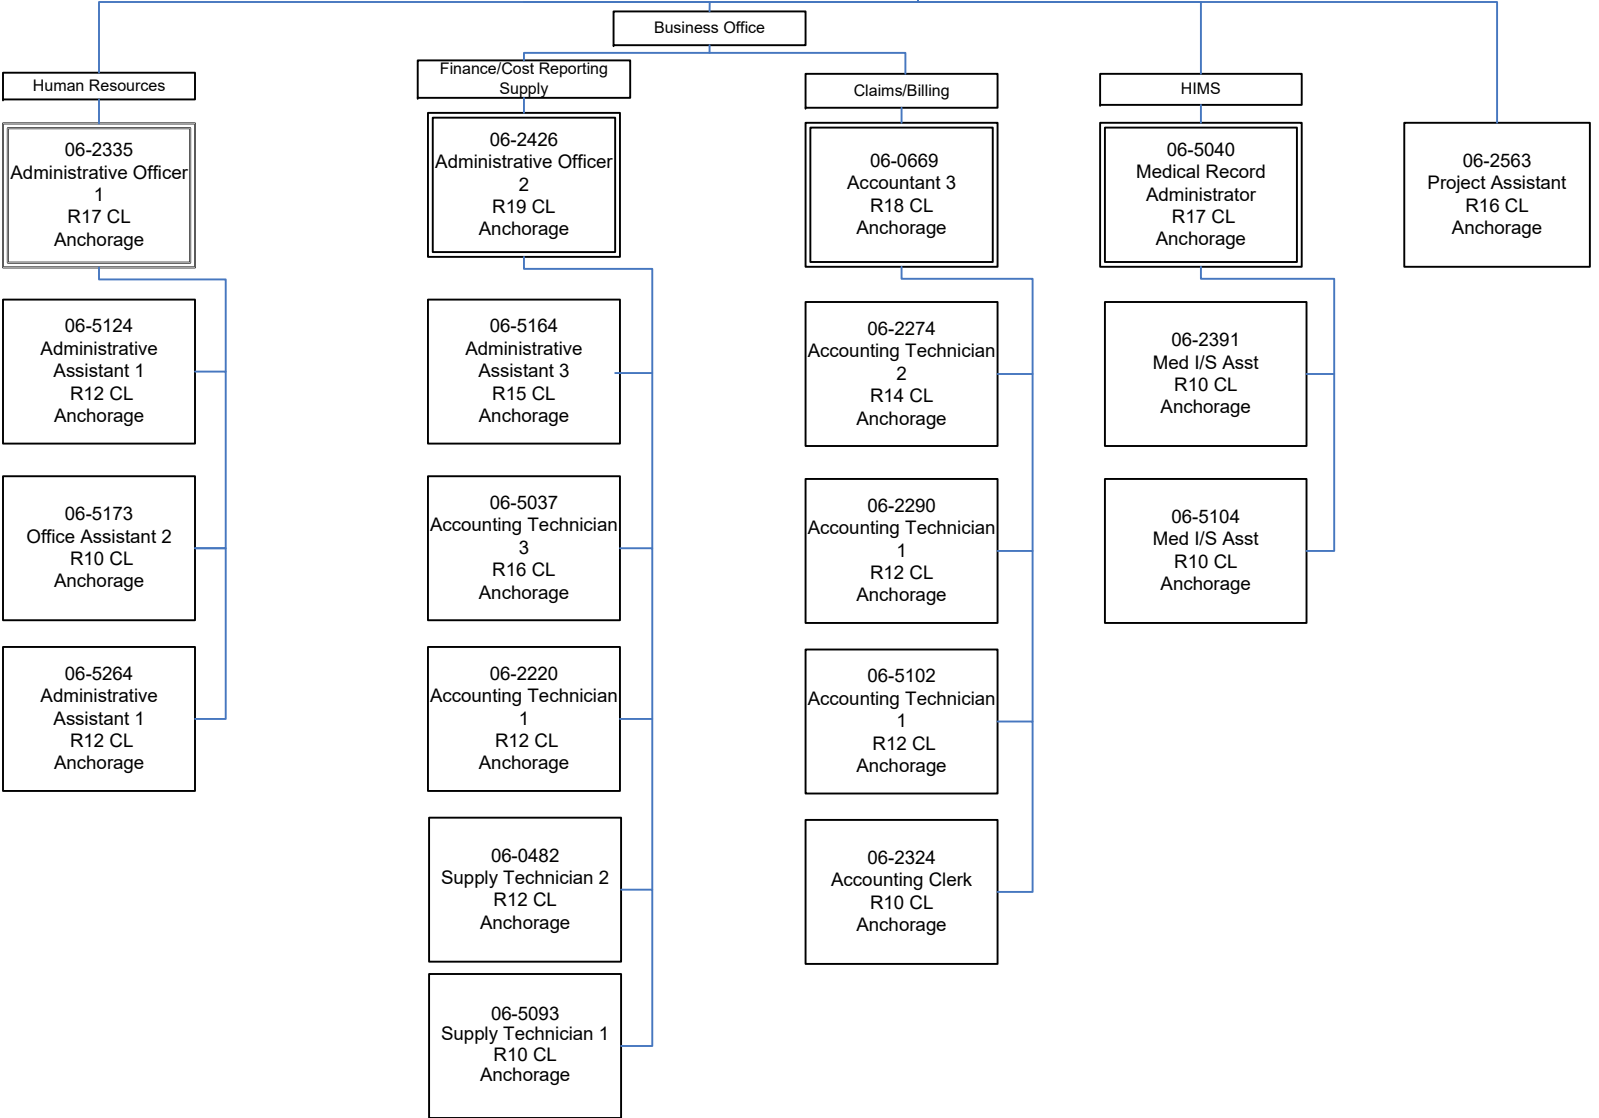 Business Office
Human Resources
06-2335
Administrative Officer
1
R17 CL
Anchorage
06-5124
Administrative
Assistant 1
R12 CL
Anchorage
06-5173
Office Assistant 2
R10 CL
Anchorage
06-5264
Administrative
Assistant 1
R12 CL
Anchorage
Finance/Cost Reporting
Supply
06-2426
Administrative Officer
2
R19 CL
Anchorage
06-5164
Administrative
Assistant 3
R15 CL
Anchorage
06-5037
Accounting Technician
3
R16 CL
Anchorage
06-2220
Accounting Technician
1
R12 CL
Anchorage
06-0482
Supply Technician 2
R12 CL
Anchorage
06-5093
Supply Technician 1
R10 CL
Anchorage
Claims/Billing
06-0669
Accountant 3
R18 CL
Anchorage
06-2274
Accounting Technician
2
R14 CL
Anchorage
06-2290
Accounting Technician
1
R12 CL
Anchorage
06-5102
Accounting Technician
1
R12 CL
Anchorage
06-2324
Accounting Clerk
R10 CL
Anchorage
HIMS
06-5040
Medical Record
Administrator
R17 CL
Anchorage
06-2391
Med I/S Asst
R10 CL
Anchorage
06-5104
Med I/S Asst
R10 CL
Anchorage
06-2563
Project Assistant
R16 CL
Anchorage